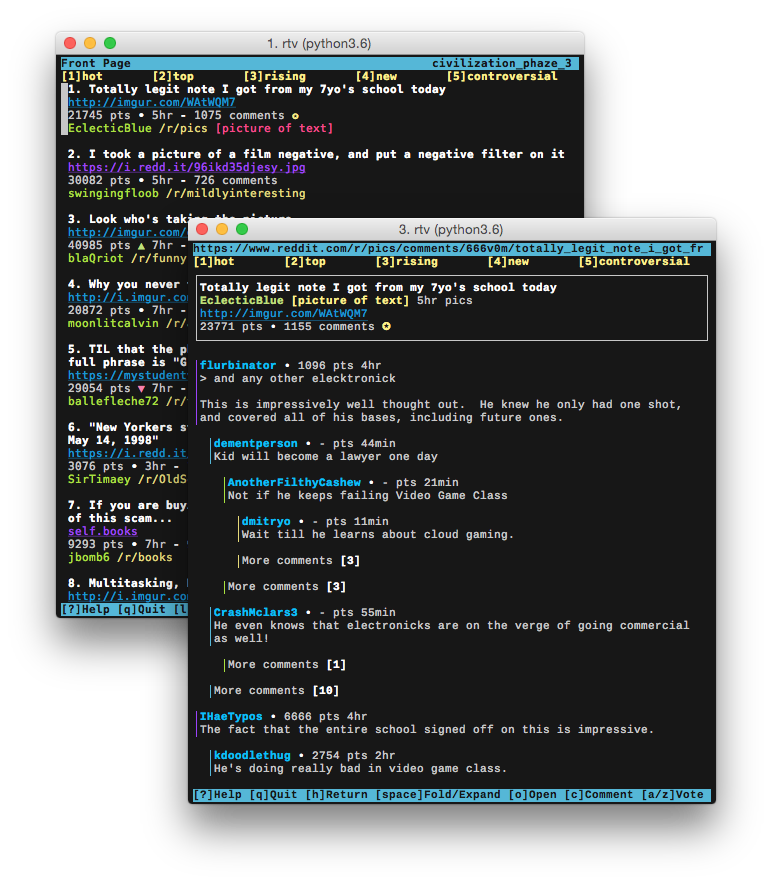 1. rtv (python3.6)
Front Page civilization_phaze_3
[1]hot [2]top [3]rising [4]new [5]controversial
1. Totally legit note I got from my 7yo's school today
http://imgur.com/WAtWQM7
21745 pts • 5hr - 1075 comments ✪
EclecticBlue /r/pics [picture of text]
2. I took a picture of a film negative, and put a negative filter on it
https://i.redd.it/96ikd35djesy.jpg
30082 pts • 5hr - 726 comments
swingingfloob /r/mildlyinteresting
3. Look who's taking the picture
http://imgur.com/
40985 pts ▲ 7hr -
blaQriot /r/funny
4. Why you never
http://i.imgur.co
20872 pts • 7hr -
moonlitcalvin /r/
5. TIL that the p
full phrase is "G
https://mystudent
29054 pts ▼ 7hr -
ballefleche72 /r/
6. "New Yorkers s
May 14, 1998"
https://i.redd.it
3076 pts • 3hr -
SirTimaey /r/OldS
7. If you are buy
of this scam...
self.books
9293 pts • 7hr -
jbomb6 /r/books
8. Multitasking,
http://i.imgur.co
[?]Help [q]Quit [l
3. rtv (python3.6)
https://www.reddit.com/r/pics/comments/666v0m/totally_legit_note_i_got_fr
[1]hot [2]top [3]rising [4]new [5]controversial
Totally legit note I got from my 7yo's school today
EclecticBlue [picture of text] 5hr pics
http://imgur.com/WAtWQM7
23771 pts • 1155 comments ✪
flurbinator • 1096 pts 4hr
> and any other elecktronick
This is impressively well thought out. He knew he only had one shot,
and covered all of his bases, including future ones.
dementperson • - pts 44min
Kid will become a lawyer one day
AnotherFilthyCashew • - pts 21min
Not if he keeps failing Video Game Class
dmitryo • - pts 11min
Wait till he learns about cloud gaming.
More comments [3]
More comments [3]
CrashMclars3 • - pts 55min
He even knows that electronicks are on the verge of going commercial
as well!
More comments [1]
More comments [10]
IHaeTypos • 6666 pts 4hr
The fact that the entire school signed off on this is impressive.
kdoodlethug • 2754 pts 2hr
He's doing really bad in video game class.
[?]Help [q]Quit [h]Return [space]Fold/Expand [o]Open [c]Comment [a/z]Vote